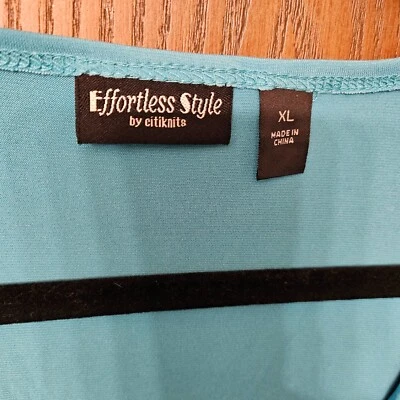 Effortless Style
by citiknits
XL
MADE IN
CHINA